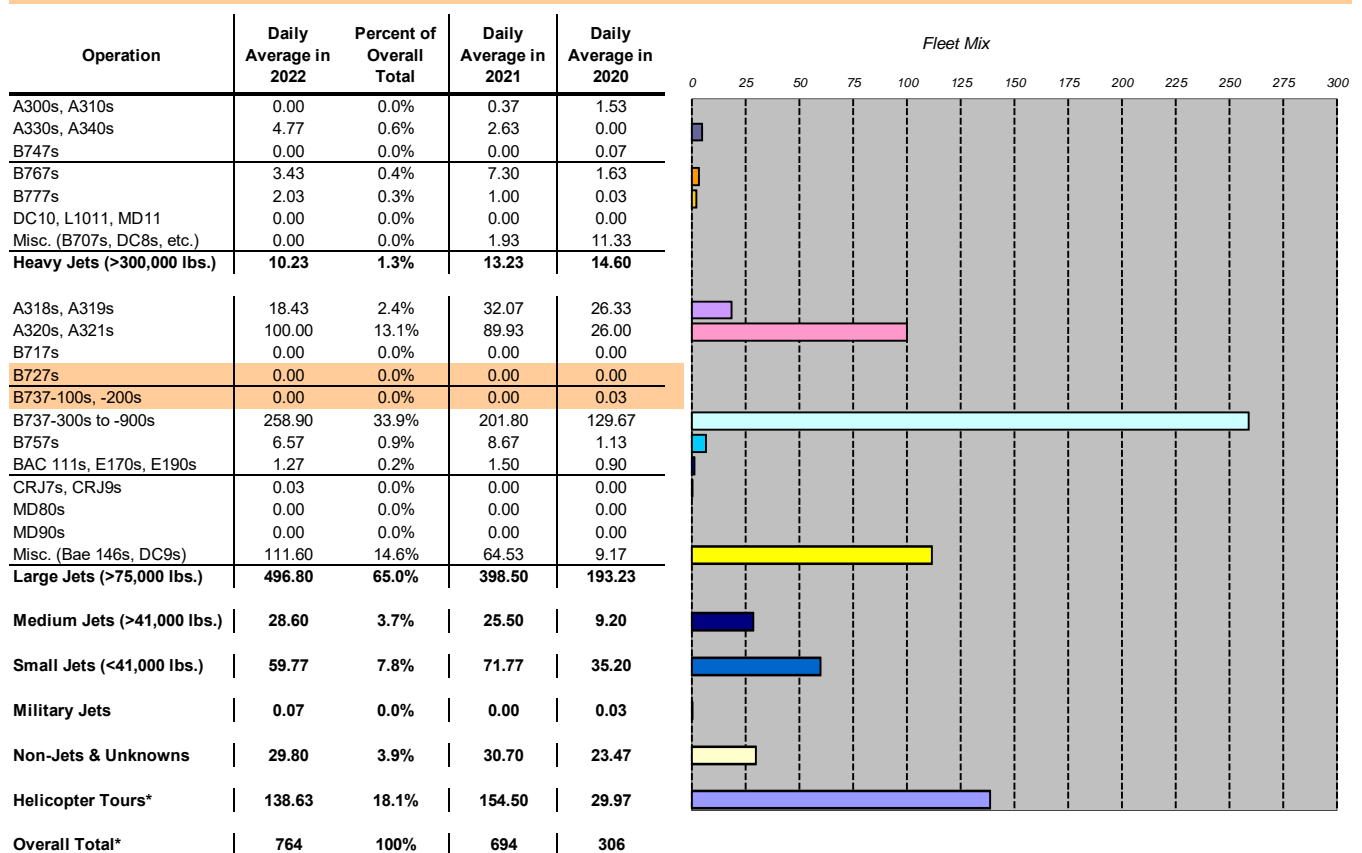 Operation Daily Average in 2022 Percent of Overall Total Daily Average in 2021 Daily Average in 2020
Fleet Mix
0 25 50 75 100 125 150 175 200 225 250 275 300
A300s, A310s 0.00 0.0% 0.37 1.53
A330s, A340s 4.77 0.6% 2.63 0.00
B747s 0.00 0.0% 0.00 0.07
B767s 3.43 0.4% 7.30 1.63
B777s 2.03 0.3% 1.00 0.03
DC10, L1011, MD11 0.00 0.0% 0.00 0.00
Misc. (B707s, DC8s, etc.) 0.00 0.0% 1.93 11.33
Heavy Jets (>300,000 lbs.) 10.23 1.3% 13.23 14.60
A318s, A319s 18.43 2.4% 32.07 26.33
A320s, A321s 100.00 13.1% 89.93 26.00
B717s 0.00 0.0% 0.00 0.00
B727s 0.00 0.0% 0.00 0.00
B737-100s, -200s 0.00 0.0% 0.00 0.03
B737-300s to -900s 258.90 33.9% 201.80 129.67
B757s 6.57 0.9% 8.67 1.13
BAC 111s, E170s, E190s 1.27 0.2% 1.50 0.90
CRJ7s, CRJ9s 0.03 0.0% 0.00 0.00
MD80s 0.00 0.0% 0.00 0.00
MD90s 0.00 0.0% 0.00 0.00
Misc. (Bae 146s, DC9s) 111.60 14.6% 64.53 9.17
Large Jets (>75,000 lbs.) 496.80 65.0% 398.50 193.23
Medium Jets (>41,000 lbs.) 28.60 3.7% 25.50 9.20
Small Jets (<41,000 lbs.) 59.77 7.8% 71.77 35.20
Military Jets 0.07 0.0% 0.00 0.03
Non-Jets & Unknowns 29.80 3.9% 30.70 23.47
Helicopter Tours* 138.63 18.1% 154.50 29.97
Overall Total* 764 100% 694 306